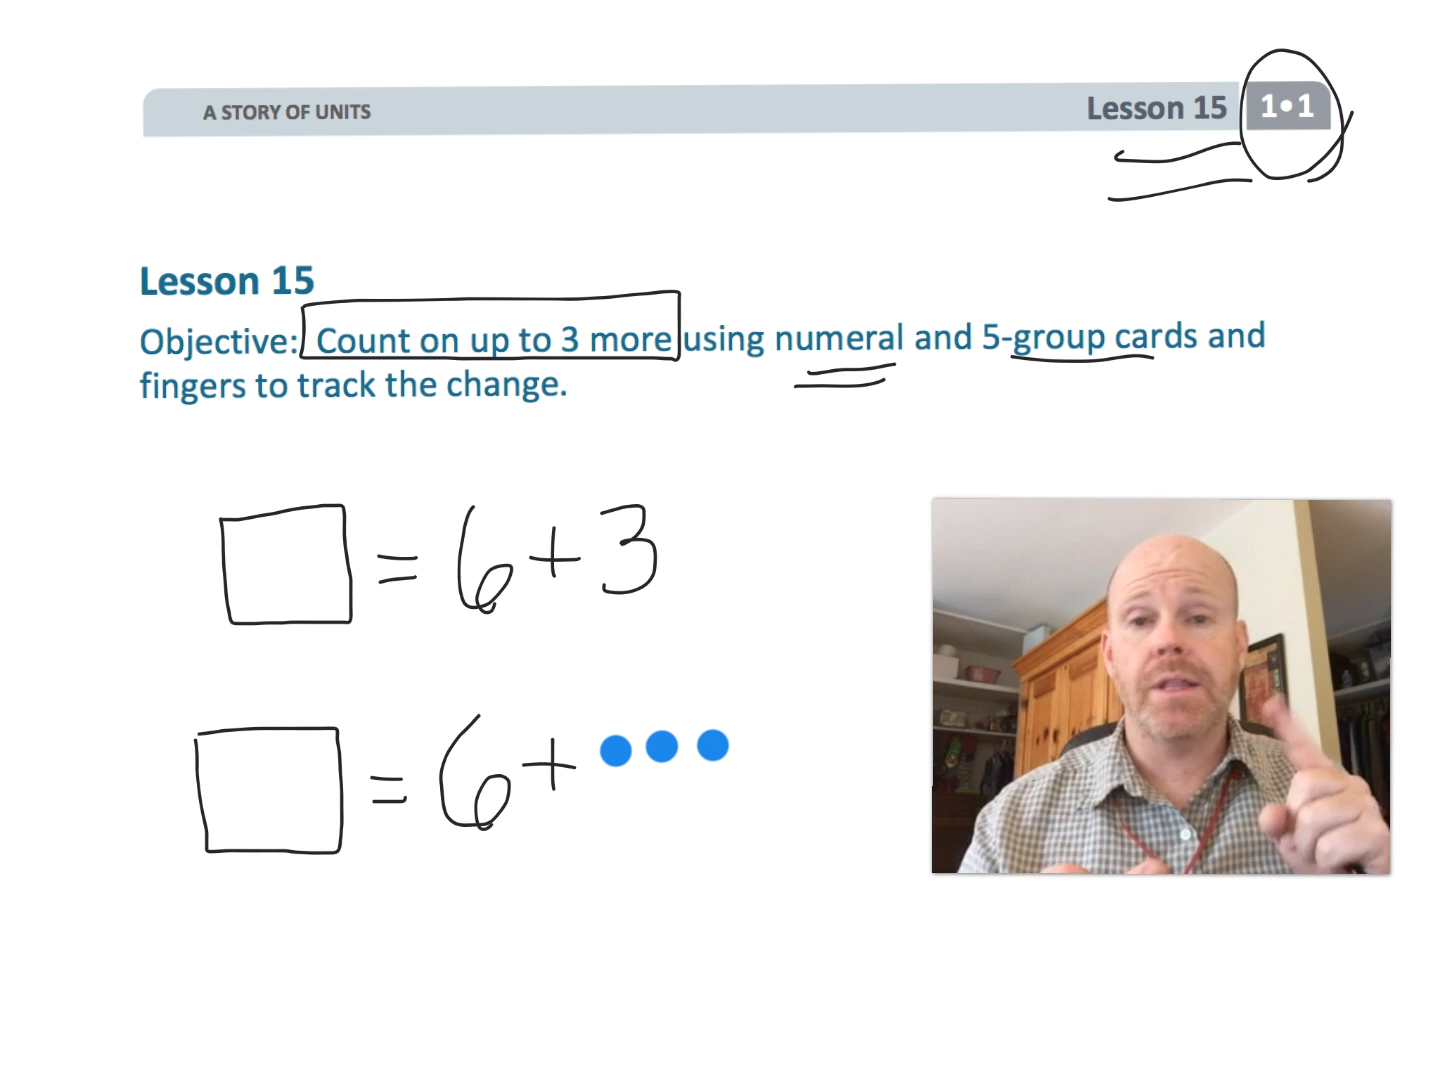 A STORY OF UNITS
Lesson 15 1•1
Lesson 15
Objective: Count on up to 3 more using numeral and 5-group cards and
fingers to track the change.
= 6 + 3
= 6 +